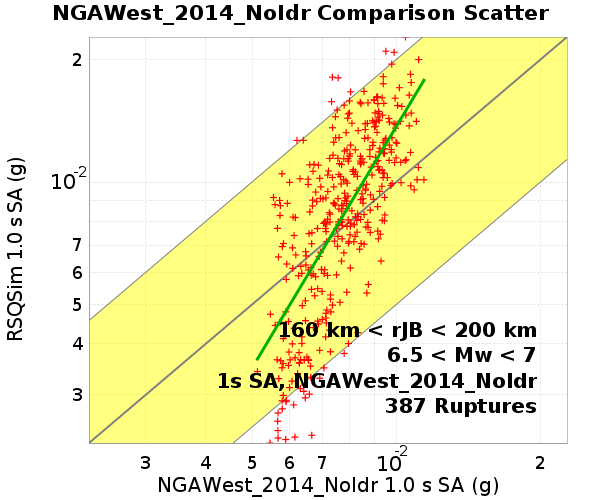 NGAWest_2014_NoIdr Comparison Scatter
RSQSim 1.0 s SA (g)
2
10-2
7
6
5
4
3
160 km < rJB < 200 km
6.5 < Mw < 7
1s SA, NGAWest_2014_NoIdr
387 Ruptures
3 4 5 6 7 10-2 2
NGAWest_2014_NoIdr 1.0 s SA (g)